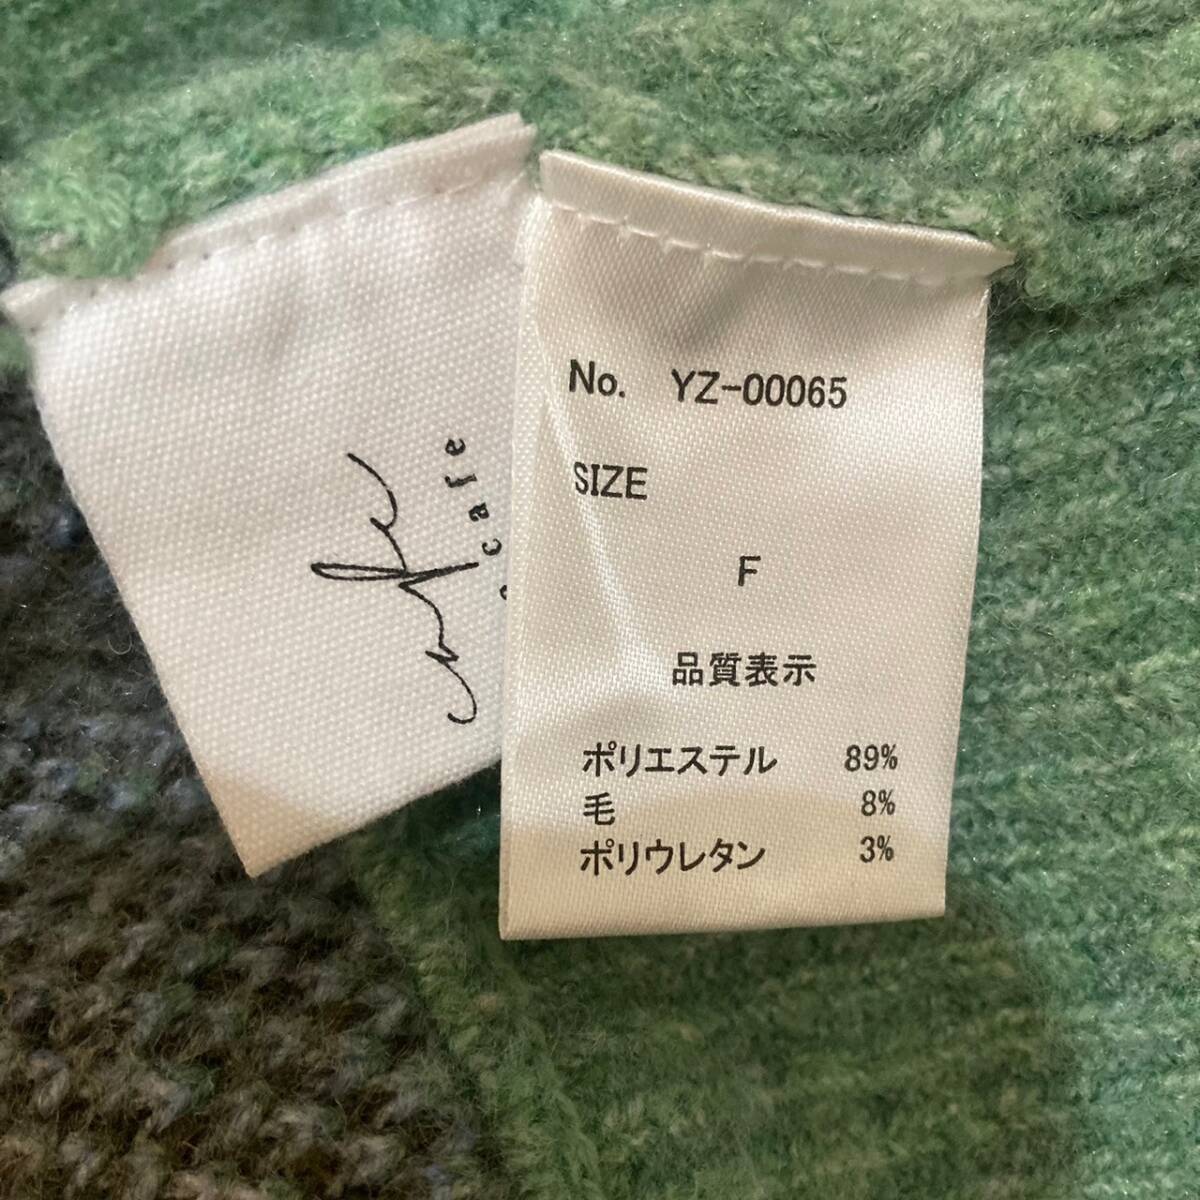 No. YZ-00065
SIZE
F
品質表示
ポリエステル 89%
毛 8%
ポリウレタン 3%
cafe